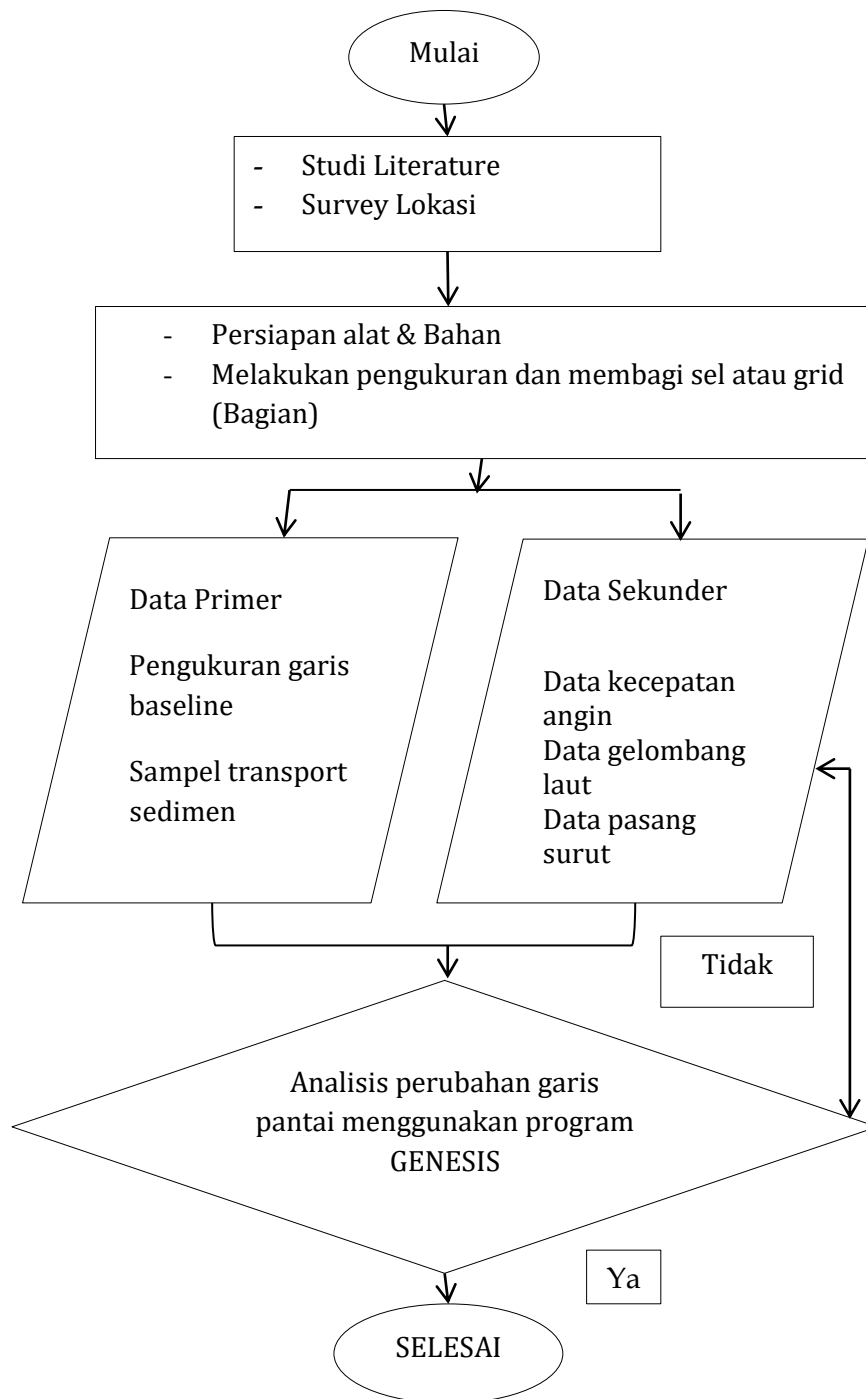 Mulai
- Studi Literature
- Survey Lokasi
- Persiapan alat & Bahan
- Melakukan pengukuran dan membagi sel atau grid
(Bagian)
Data Primer
Pengukuran garis
baseline
Sampel transport
sedimen
Data Sekunder
Data kecepatan
angin
Data gelombang
laut
Data pasang
surut
Tidak
Analisis perubahan garis
pantai menggunakan program
GENESIS
Ya
SELESAI